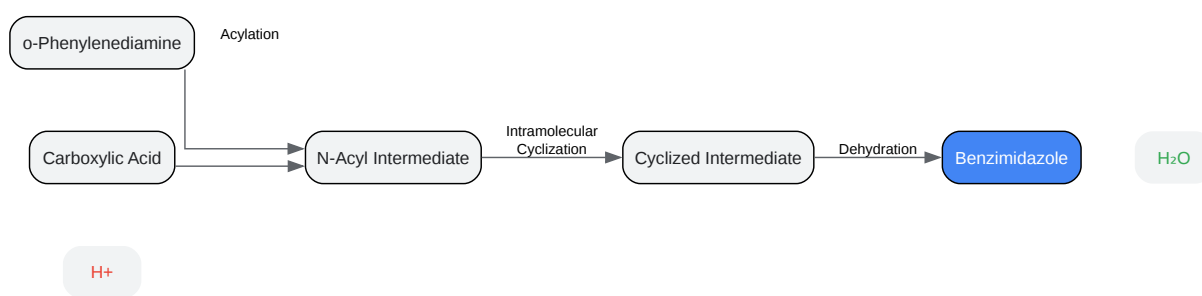 o-Phenylenediamine
Acylation
Carboxylic Acid
N-Acyl Intermediate
Intramolecular
Cyclization
Cyclized Intermediate
Dehydration
Benzimidazole
H₂O
H+